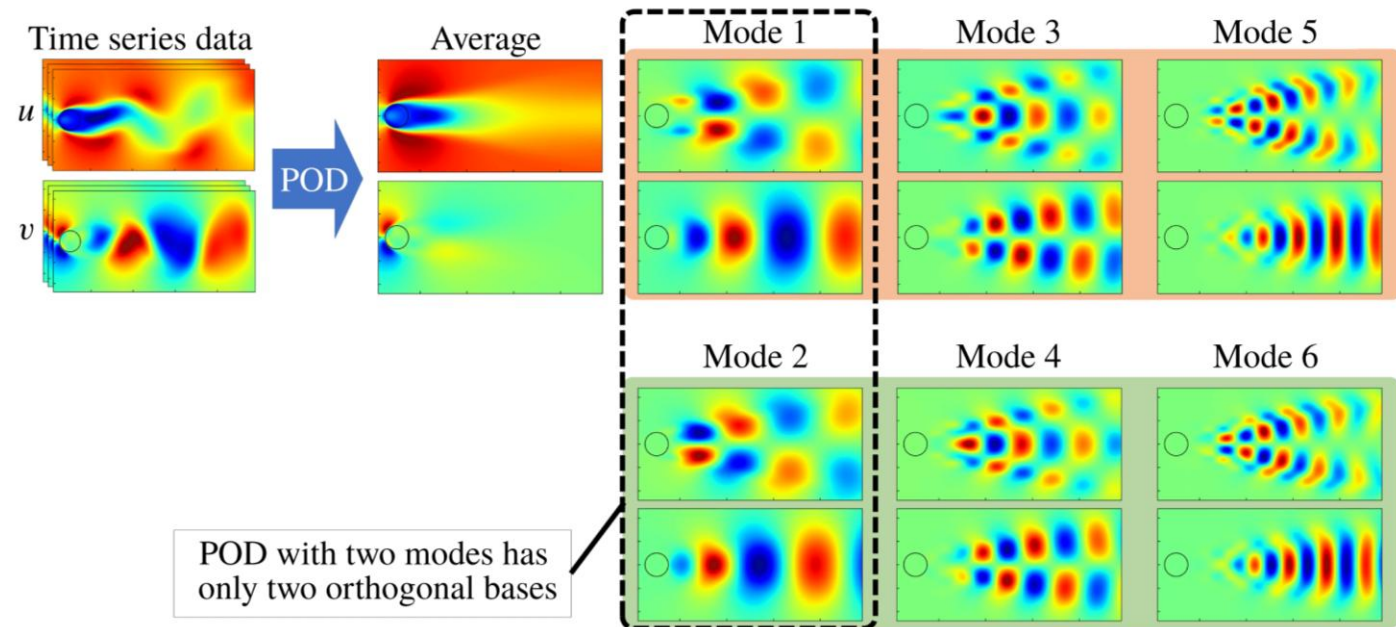 Time series data
Average
Mode 1
Mode 3
Mode 5
u
POD
v
Mode 2
Mode 4
Mode 6
POD with two modes has
only two orthogonal bases